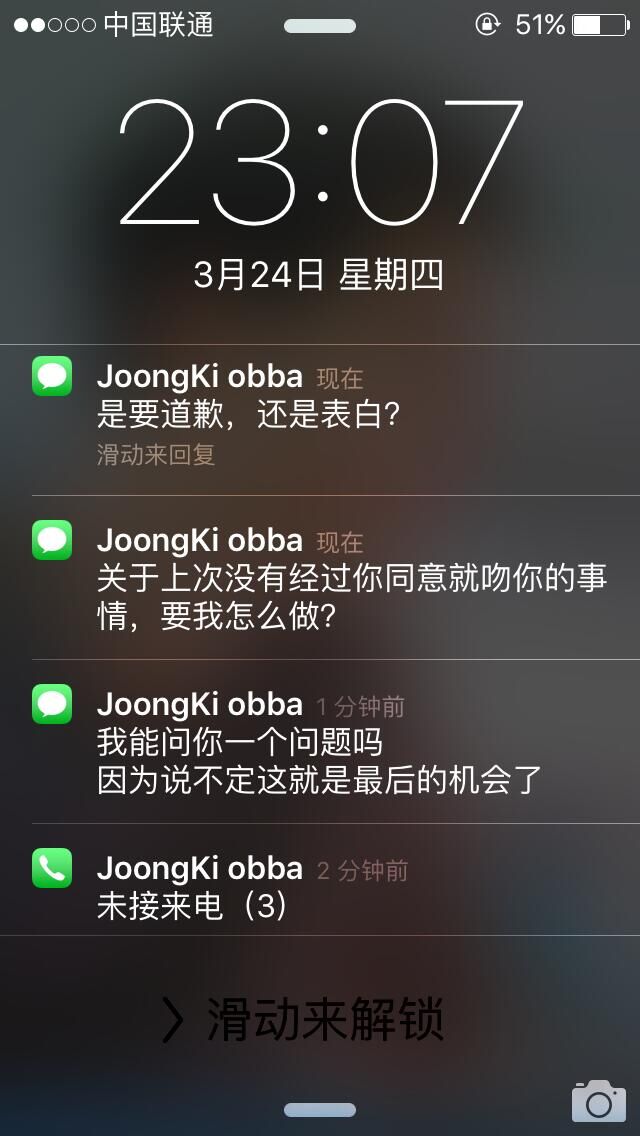 中国联通
51%
23:07
3月24日 星期四
JoongKi obba 现在
是要道歉，还是表白？
滑动来回复
JoongKi obba 现在
关于上次没有经过你同意就吻你的事
情，要我怎么做？
JoongKi obba 1 分钟前
我能问你一个问题吗
因为说不定这就是最后的机会了
JoongKi obba 2 分钟前
未接来电（3）
滑动来解锁